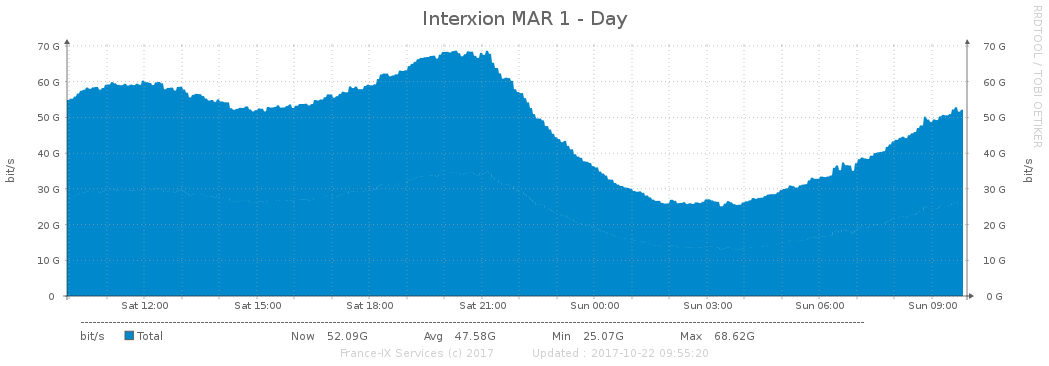 Interxion MAR 1 - Day
RRDTOOL / TOBI OETIKER
bit/s
70 G
60 G
50 G
40 G
30 G
20 G
10 G
0
70 G
60 G
50 G
40 G
30 G
20 G
10 G
0 G
bit/s
Sat 12:00 Sat 15:00 Sat 18:00 Sat 21:00 Sun 00:00 Sun 03:00 Sun 06:00 Sun 09:00
bit/s Total Now 52.09G Avg 47.58G Min 25.07G Max 68.62G
France-IX Services (c) 2017 Updated : 2017-10-22 09:55:20